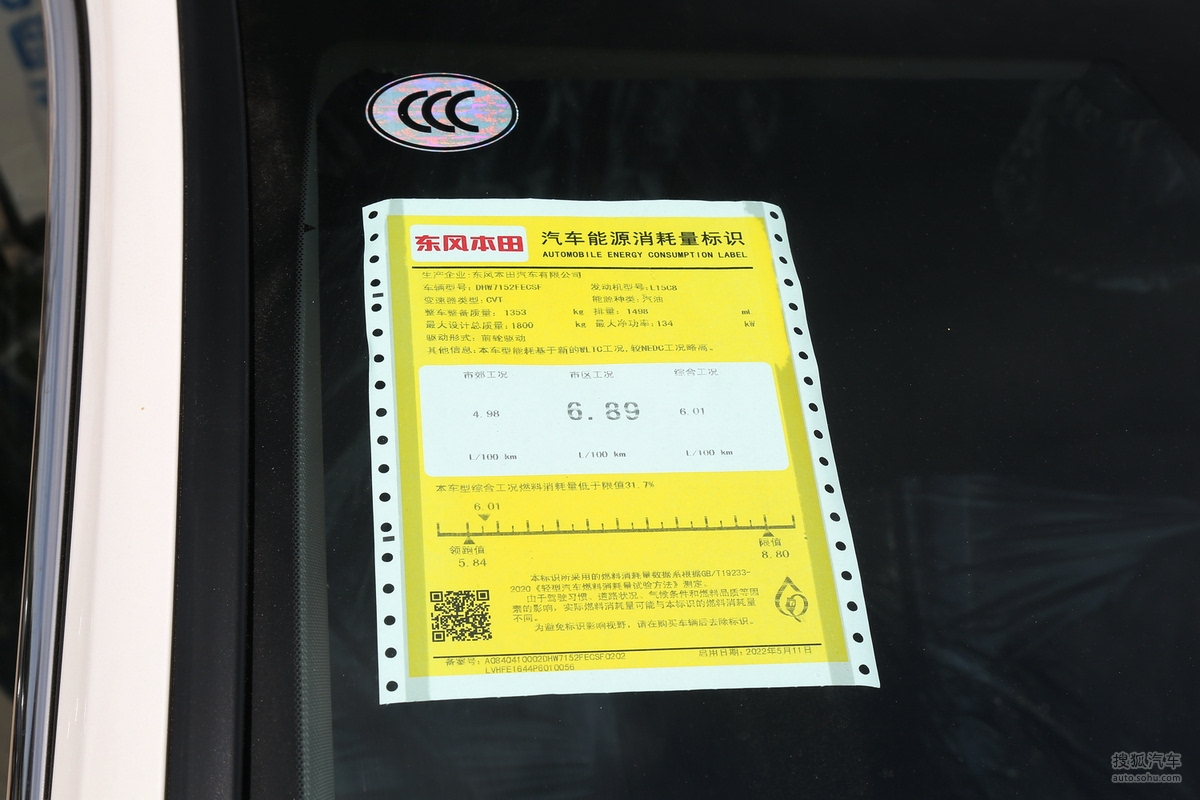 CCC
东风本田 汽车能源消耗量标识
AUTOMOBILE ENERGY CONSUMPTION LABEL
生产企业:东风本田汽车有限公司
车辆型号:DHW7152FECSF 发动机型号:L15C8
变速器类型:CVT 能源种类:汽油
整车整备质量:1353 kg 排量:1498 mL
最大设计总质量:1800 kg 最大净功率:134 kW
驱动形式:前轮驱动
其他信息:本车型能耗基于新的WLTC工况,较NEDC工况略高。
市郊工况 市区工况 综合工况
4.98 6.89 6.01
L/100 km L/100 km L/100 km
本车型综合工况燃料消耗量低于限值31.7%
6.01
领跑值 限值
5.84 8.80
本标识所采用的燃料消耗量数据系根据GB/T19233-
2020《轻型汽车燃料消耗量试验方法》测定。
由于驾驶习惯、道路状况、气候条件和燃料品质等因
素的影响，实际燃料消耗量可能与本标识的燃料消耗量
不同。
为避免标识影响视野，请在购买车辆后去除标识。
备案号:A08404100020HW7152FECSF0202 启用日期:2022年5月11日
LVHFE1644P6010056
搜狐汽车
auto.sohu.com